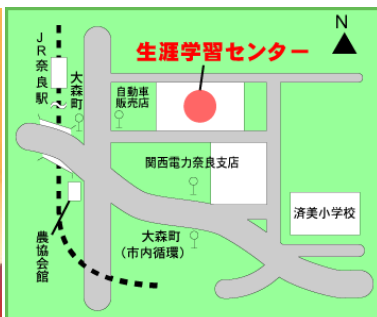 N
生涯学習センター
JR奈良駅
大森町
自動車
販売店
関西電力奈良支店
済美小学校
大森町
(市内循環)
農協会館